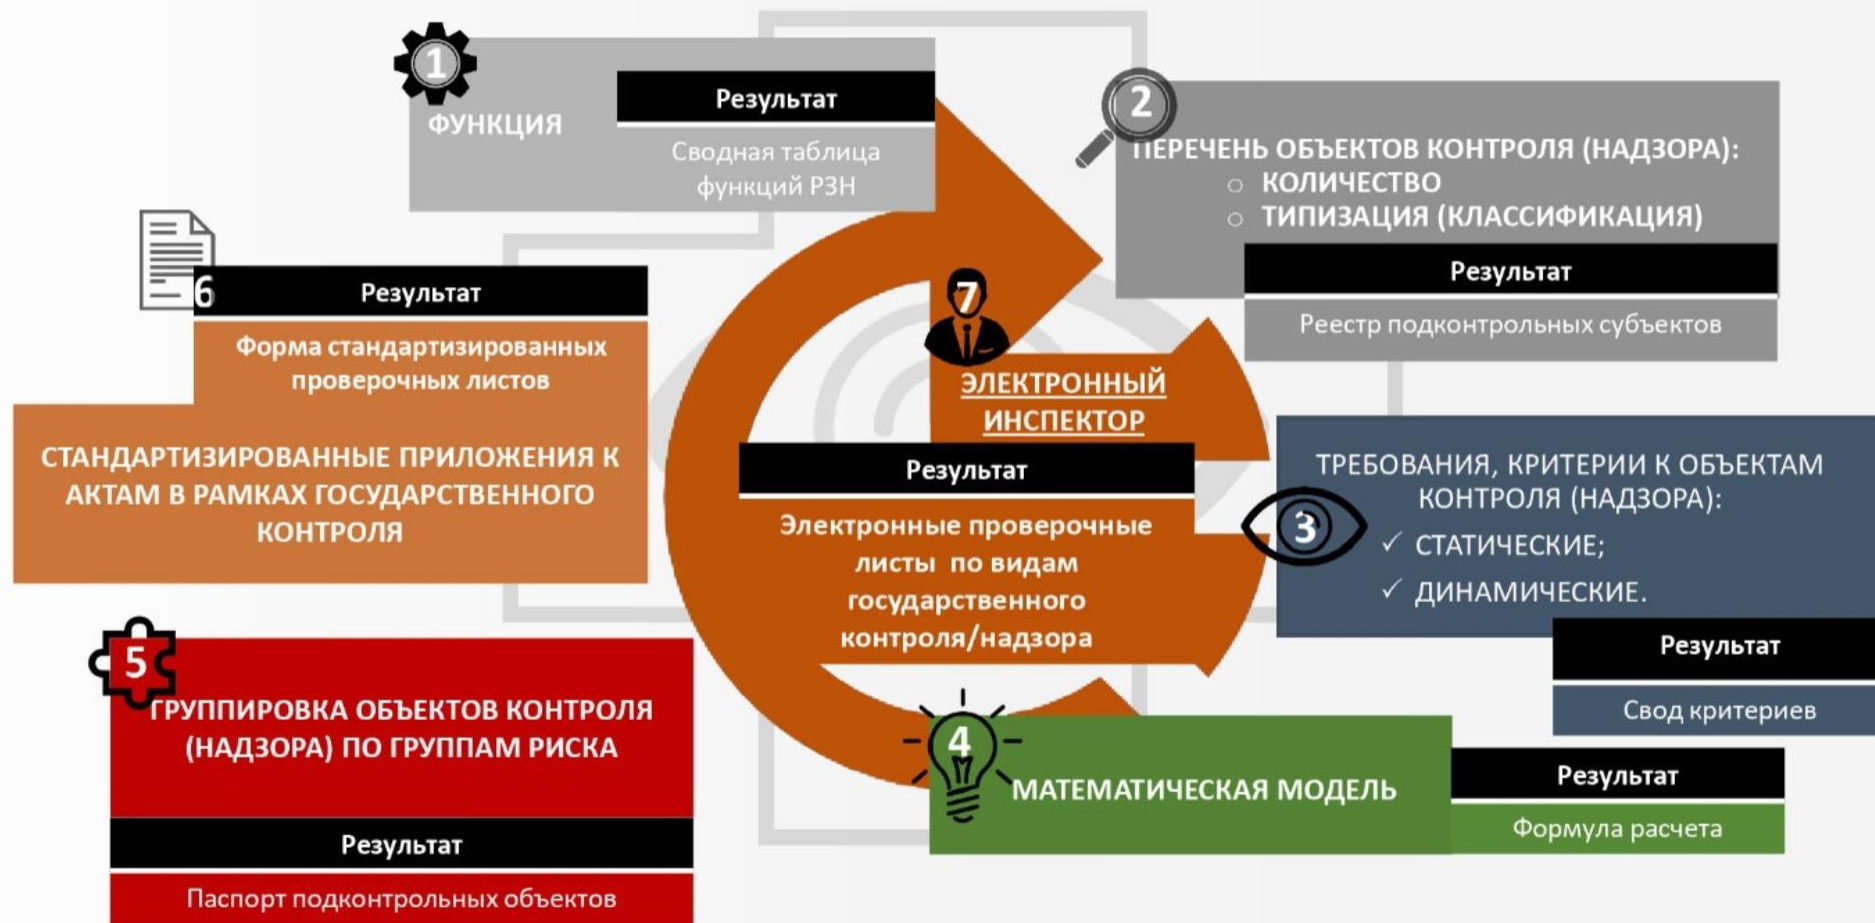 1
ФУНКЦИЯ
Результат
Сводная таблица
функций РЗН
2
ПЕРЕЧЕНЬ ОБЪЕКТОВ КОНТРОЛЯ (НАДЗОРА):
○ КОЛИЧЕСТВО
○ ТИПИЗАЦИЯ (КЛАССИФИКАЦИЯ)
Результат
Реестр подконтрольных субъектов
3
ТРЕБОВАНИЯ, КРИТЕРИИ К ОБЪЕКТАМ
КОНТРОЛЯ (НАДЗОРА):
✓ СТАТИЧЕСКИЕ;
✓ ДИНАМИЧЕСКИЕ.
Результат
Свод критериев
4
МАТЕМАТИЧЕСКАЯ МОДЕЛЬ
Результат
Формула расчета
5
ГРУППИРОВКА ОБЪЕКТОВ КОНТРОЛЯ
(НАДЗОРА) ПО ГРУППАМ РИСКА
Результат
Паспорт подконтрольных объектов
6
Результат
Форма стандартизированных
проверочных листов
СТАНДАРТИЗИРОВАННЫЕ ПРИЛОЖЕНИЯ К
АКТАМ В РАМКАХ ГОСУДАРСТВЕННОГО
КОНТРОЛЯ
7
ЭЛЕКТРОННЫЙ
ИНСПЕКТОР
Результат
Электронные проверочные
листы по видам
государственного
контроля/надзора